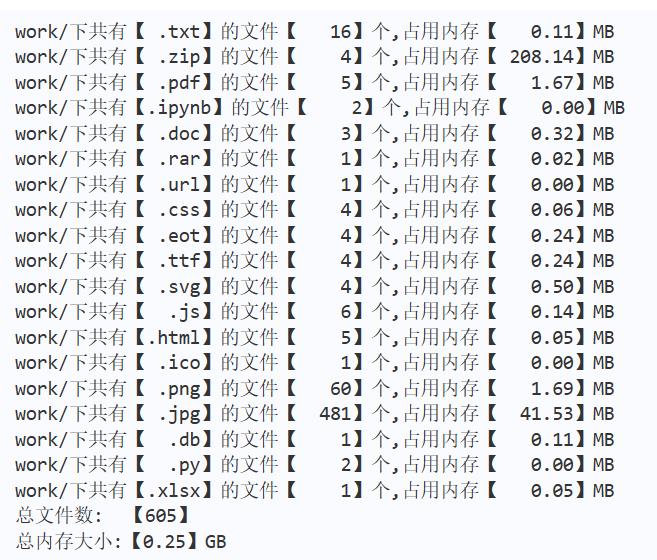 work/下共有【 .txt】的文件【   16】个,占用内存【   0.11】MB
work/下共有【 .zip】的文件【    4】个,占用内存【 208.14】MB
work/下共有【 .pdf】的文件【    5】个,占用内存【   1.67】MB
work/下共有【.ipynb】的文件【    2】个,占用内存【   0.00】MB
work/下共有【 .doc】的文件【    3】个,占用内存【   0.32】MB
work/下共有【 .rar】的文件【    1】个,占用内存【   0.02】MB
work/下共有【 .url】的文件【    1】个,占用内存【   0.00】MB
work/下共有【 .css】的文件【    4】个,占用内存【   0.06】MB
work/下共有【 .eot】的文件【    4】个,占用内存【   0.24】MB
work/下共有【 .ttf】的文件【    4】个,占用内存【   0.24】MB
work/下共有【 .svg】的文件【    4】个,占用内存【   0.50】MB
work/下共有【  .js】的文件【    6】个,占用内存【   0.14】MB
work/下共有【.html】的文件【    5】个,占用内存【   0.05】MB
work/下共有【 .ico】的文件【    1】个,占用内存【   0.00】MB
work/下共有【 .png】的文件【   60】个,占用内存【   1.69】MB
work/下共有【 .jpg】的文件【  481】个,占用内存【  41.53】MB
work/下共有【  .db】的文件【    1】个,占用内存【   0.11】MB
work/下共有【  .py】的文件【    2】个,占用内存【   0.00】MB
work/下共有【.xlsx】的文件【    1】个,占用内存【   0.05】MB
总文件数: 【605】
总内存大小:【0.25】GB